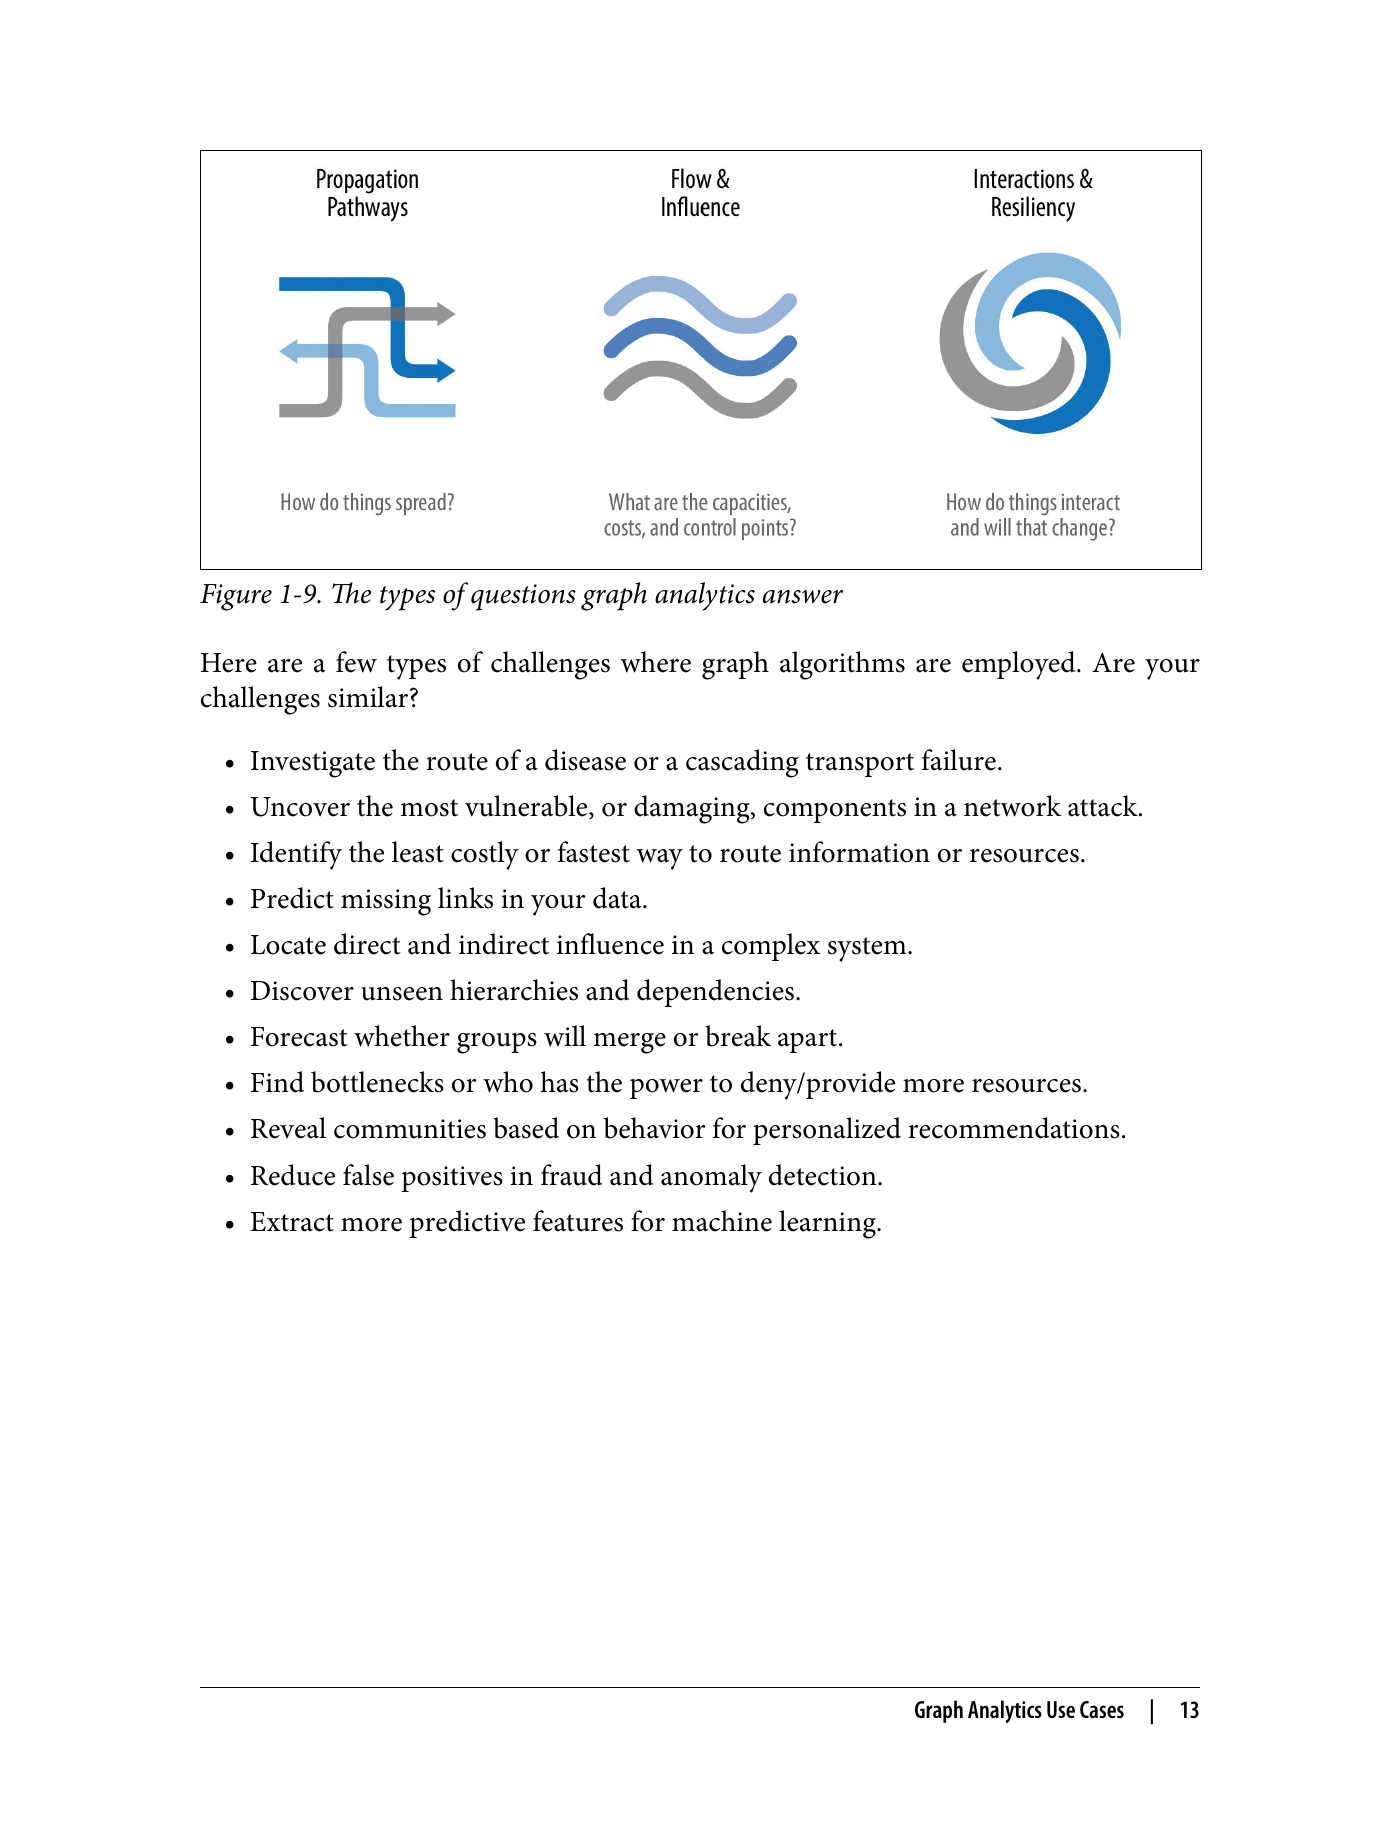 Propagation
Pathways
Flow &
Influence
Interactions &
Resiliency
How do things spread?
What are the capacities,
costs, and control points?
How do things interact
and will that change?
Figure 1-9. The types of questions graph analytics answer
Here are a few types of challenges where graph algorithms are employed. Are your
challenges similar?
• Investigate the route of a disease or a cascading transport failure.
• Uncover the most vulnerable, or damaging, components in a network attack.
• Identify the least costly or fastest way to route information or resources.
• Predict missing links in your data.
• Locate direct and indirect influence in a complex system.
• Discover unseen hierarchies and dependencies.
• Forecast whether groups will merge or break apart.
• Find bottlenecks or who has the power to deny/provide more resources.
• Reveal communities based on behavior for personalized recommendations.
• Reduce false positives in fraud and anomaly detection.
• Extract more predictive features for machine learning.
Graph Analytics Use Cases | 13